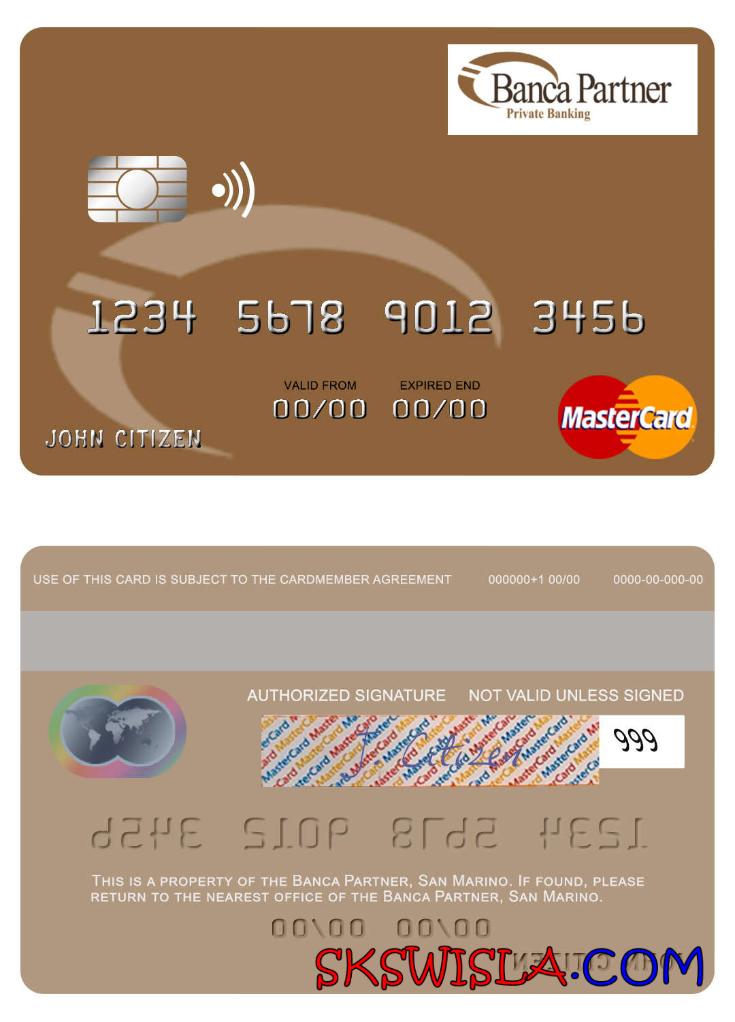 Banca Partner
Private Banking
1234 5678 9012 3456
VALID FROM EXPIRED END
00/00 00/00
JOHN CITIZEN
MasterCard
USE OF THIS CARD IS SUBJECT TO THE CARDMEMBER AGREEMENT 000000+1 00/00 0000-00-000-00
AUTHORIZED SIGNATURE NOT VALID UNLESS SIGNED
J. Citizen
999
THIS IS A PROPERTY OF THE BANCA PARTNER, SAN MARINO. IF FOUND, PLEASE
RETURN TO THE NEAREST OFFICE OF THE BANCA PARTNER, SAN MARINO.
00/00 00/00
SKSWISLA.COM